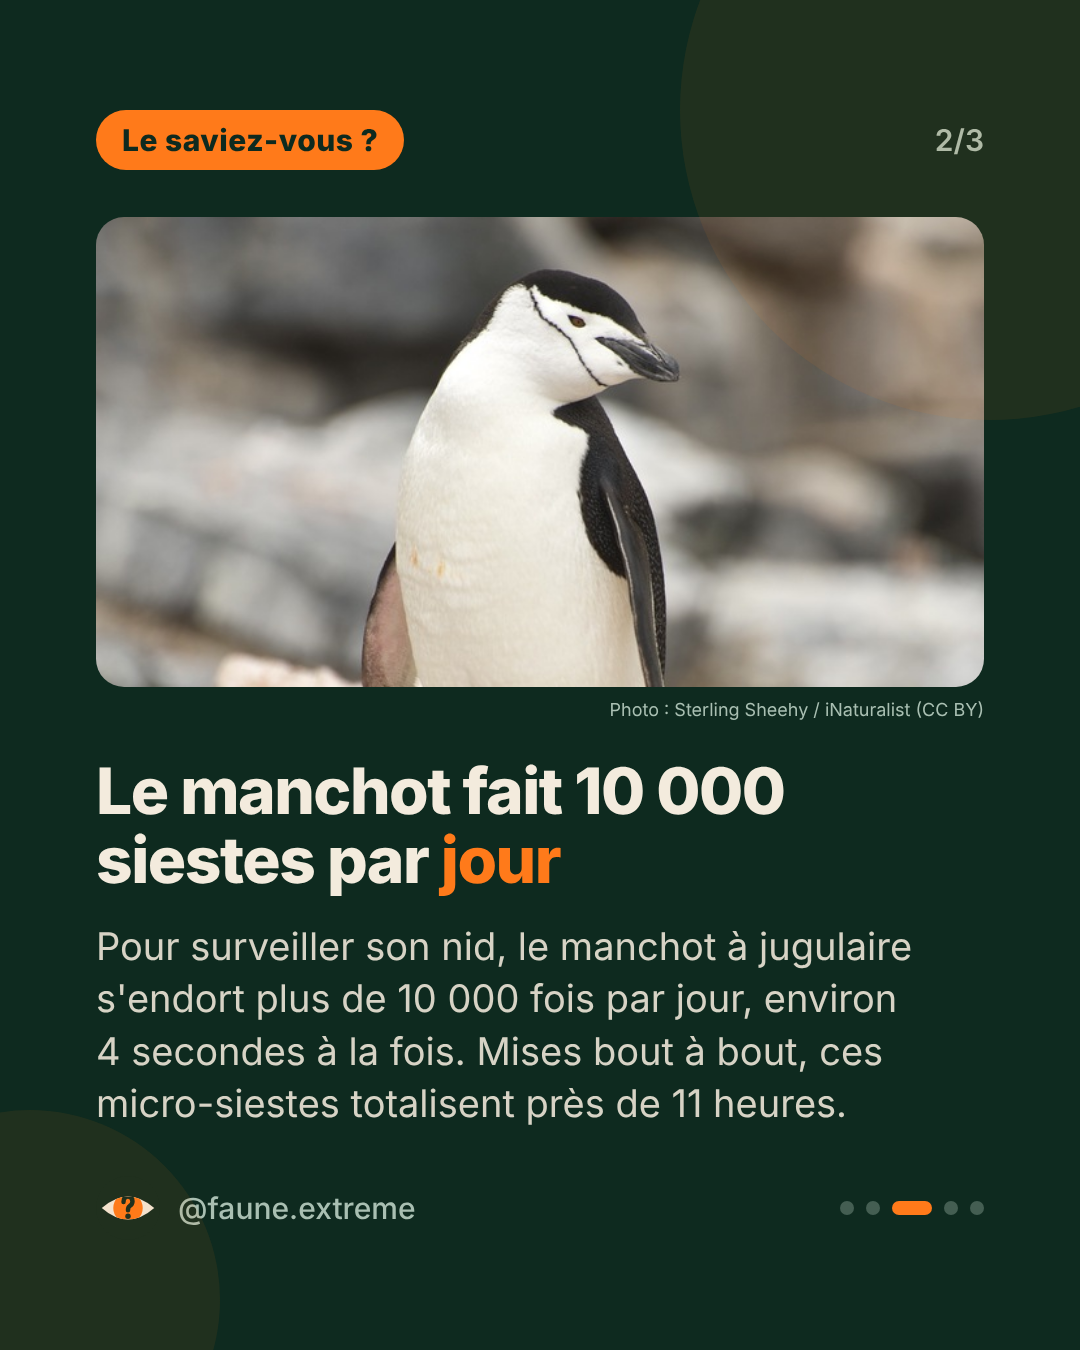 Le saviez-vous ?
2/3
Photo : Sterling Sheehy / iNaturalist (CC BY)
Le manchot fait 10 000
siestes par jour
Pour surveiller son nid, le manchot à jugulaire
s'endort plus de 10 000 fois par jour, environ
4 secondes à la fois. Mises bout à bout, ces
micro-siestes totalisent près de 11 heures.
?
@faune.extreme